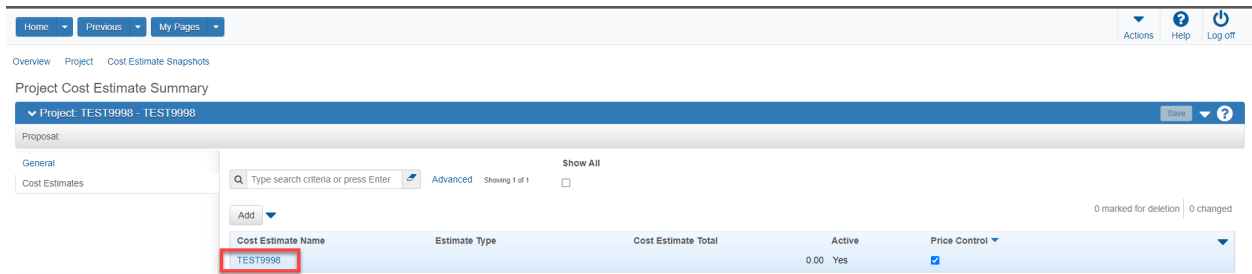 Home Previous My Pages
Actions Help Log off
Overview Project Cost Estimate Snapshots
Project Cost Estimate Summary
Project: TEST9998 - TEST9998 Save ?
Proposal:
General
Cost Estimates
Show All
Type search criteria or press Enter Advanced Showing 1 of 1
Add 0 marked for deletion 0 changed
Cost Estimate Name Estimate Type Cost Estimate Total Active Price Control
TEST9998 0.00 Yes